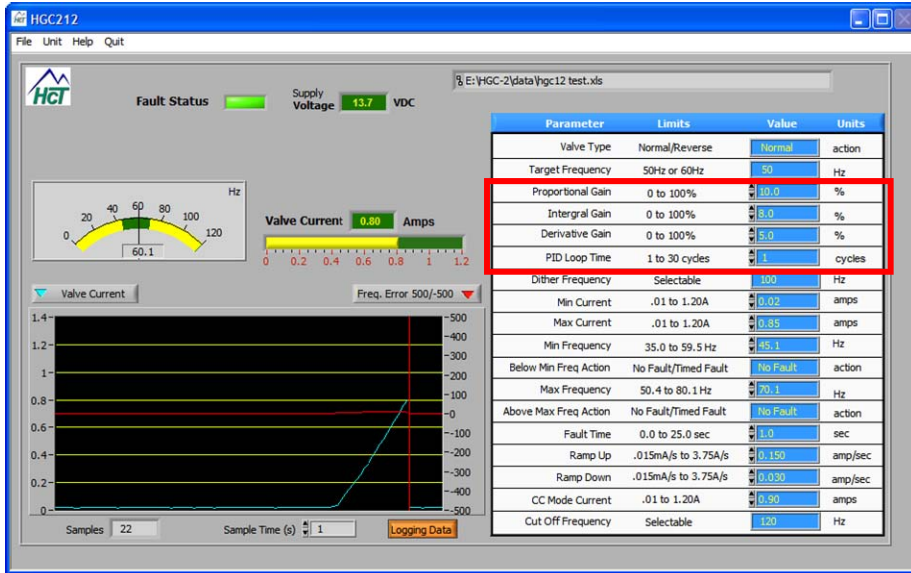 HGC212
File Unit Help Quit
HCT
Fault Status
Supply
Voltage 13.7 VDC
E:\HGC-2\data\hgc12 test.xls
Hz
0 20 40 60 80 100 120
60.1
Valve Current 0.80 Amps
0 0.2 0.4 0.6 0.8 1 1.2
Valve Current
Freq. Error 500/-500
1.4 -500
1.2 -400
-300
1 -200
0.8 -100
-0
0.6 -100
0.4 -200
-300
0.2 -400
0 -500
Samples 22 Sample Time (s) 1 Logging Data
Parameter Limits Value Units
Valve Type Normal/Reverse Normal action
Target Frequency 50Hz or 60Hz 50 Hz
Proportional Gain 0 to 100% 10.0 %
Intergral Gain 0 to 100% 8.0 %
Derivative Gain 0 to 100% 5.0 %
PID Loop Time 1 to 30 cycles 1 cycles
Dither Frequency Selectable 100 Hz
Min Current .01 to 1.20A 0.02 amps
Max Current .01 to 1.20A 0.85 amps
Min Frequency 35.0 to 59.5 Hz 45.1 Hz
Below Min Freq Action No Fault/Timed Fault No Fault action
Max Frequency 50.4 to 80.1 Hz 70.1 Hz
Above Max Freq Action No Fault/Timed Fault No Fault action
Fault Time 0.0 to 25.0 sec 1.0 sec
Ramp Up .015mA/s to 3.75A/s 0.150 amp/sec
Ramp Down .015mA/s to 3.75A/s 0.030 amp/sec
CC Mode Current .01 to 1.20A 0.90 amps
Cut Off Frequency Selectable 120 Hz